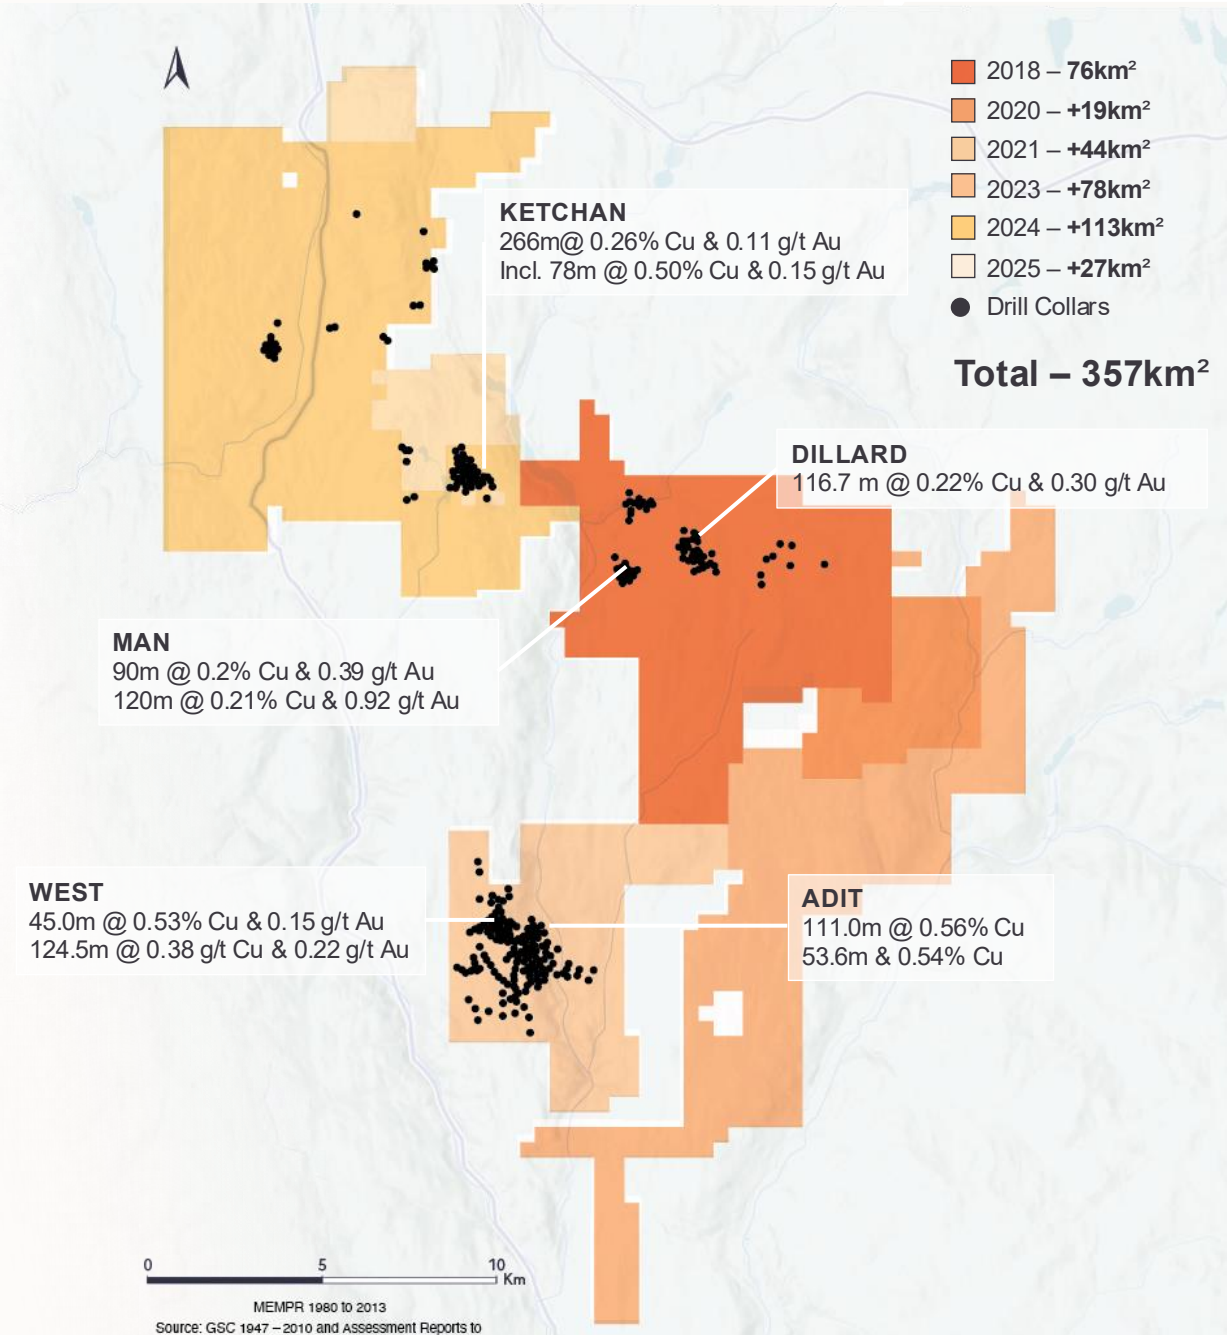 2018 – 76km²
2020 – +19km²
2021 – +44km²
2023 – +78km²
2024 – +113km²
2025 – +27km²
Drill Collars
Total – 357km²
KETCHAN
266m@ 0.26% Cu & 0.11 g/t Au
Incl. 78m @ 0.50% Cu & 0.15 g/t Au
DILLARD
116.7 m @ 0.22% Cu & 0.30 g/t Au
MAN
90m @ 0.2% Cu & 0.39 g/t Au
120m @ 0.21% Cu & 0.92 g/t Au
WEST
45.0m @ 0.53% Cu & 0.15 g/t Au
124.5m @ 0.38 g/t Cu & 0.22 g/t Au
ADIT
111.0m @ 0.56% Cu
53.6m & 0.54% Cu
0 5 10 Km
MEMPR 1980 to 2013
Source: GSC 1947 – 2010 and Assessment Reports to